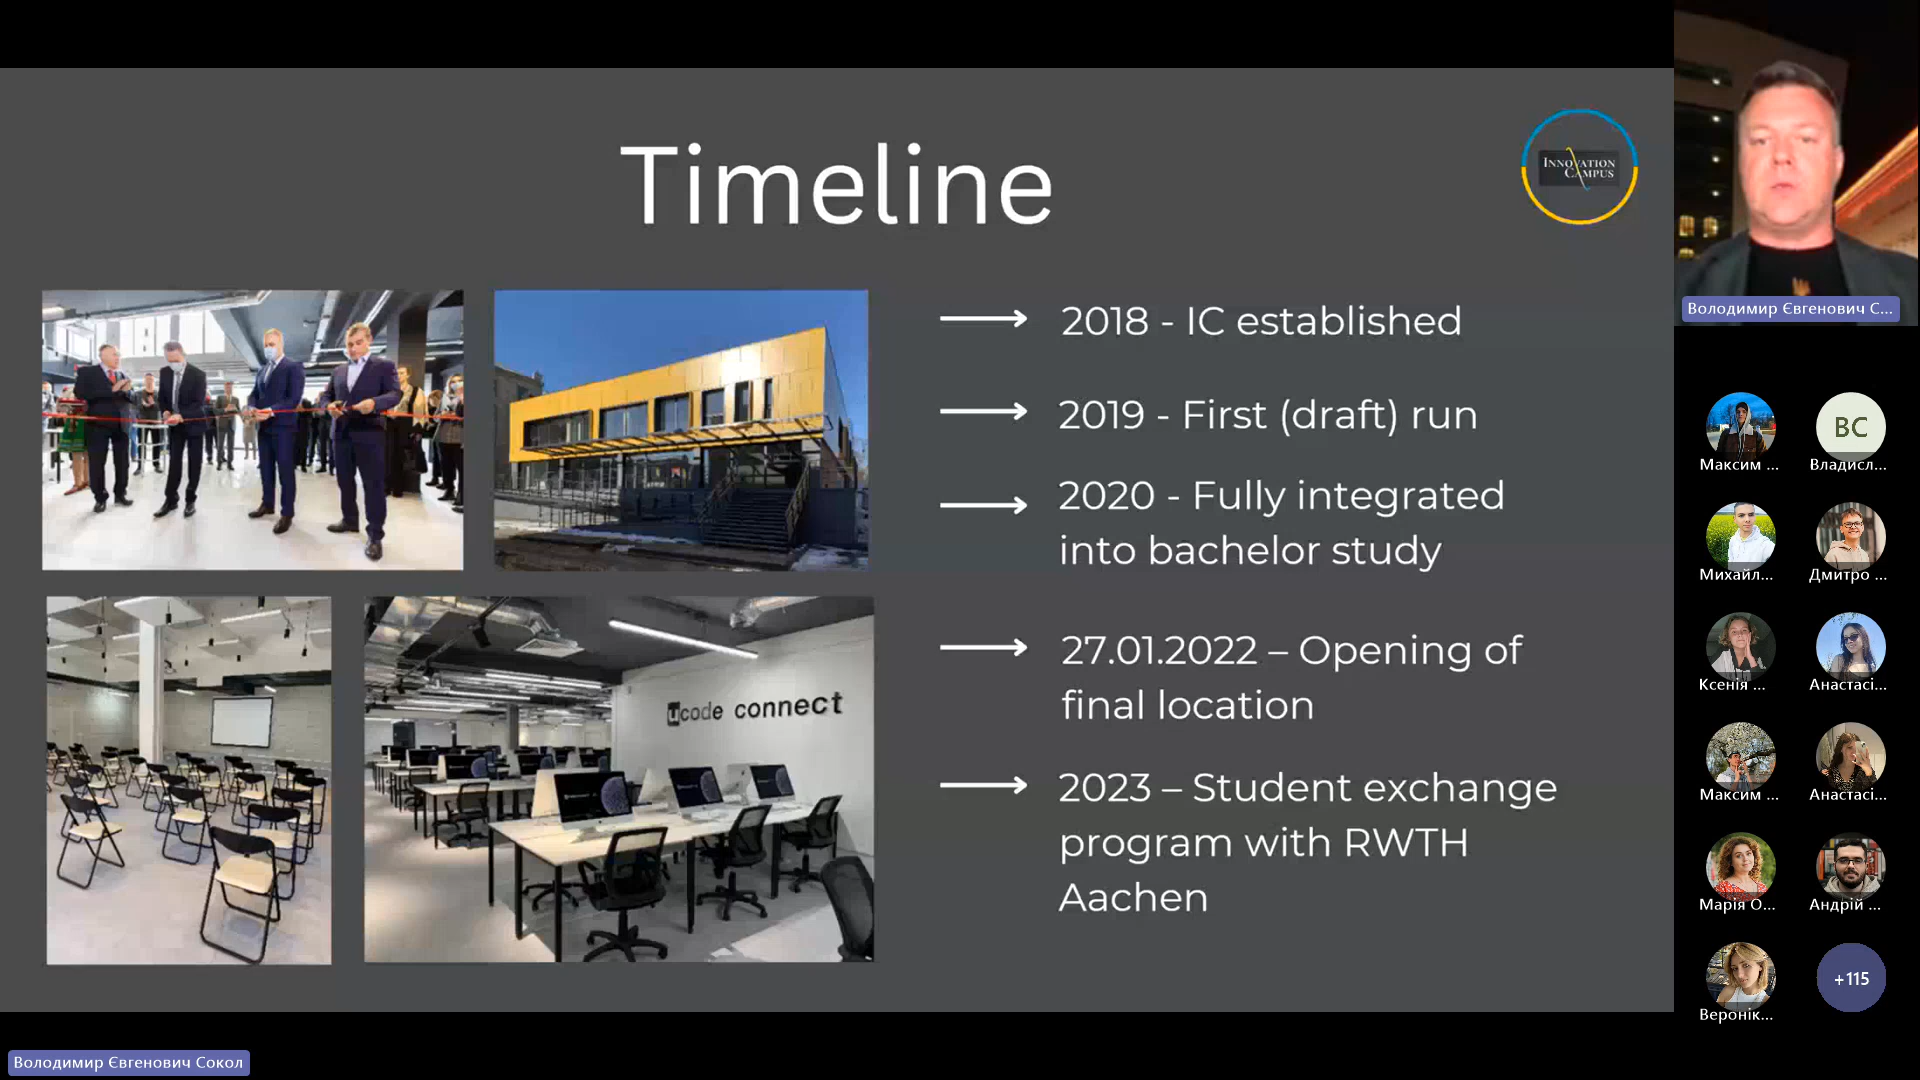 Timeline
INNOVATION
CAMPUS
2018 - IC established
2019 - First (draft) run
2020 - Fully integrated
into bachelor study
27.01.2022 – Opening of
final location
2023 – Student exchange
program with RWTH
Aachen
ucode connect
Володимир Євгенович С...
Максим ...
BC
Владисл...
Михайл...
Дмитро ...
Ксенія ...
Анастасі...
Максим ...
Анастасі...
Марія О...
Андрій ...
Веронік...
+115
Володимир Євгенович Сокол